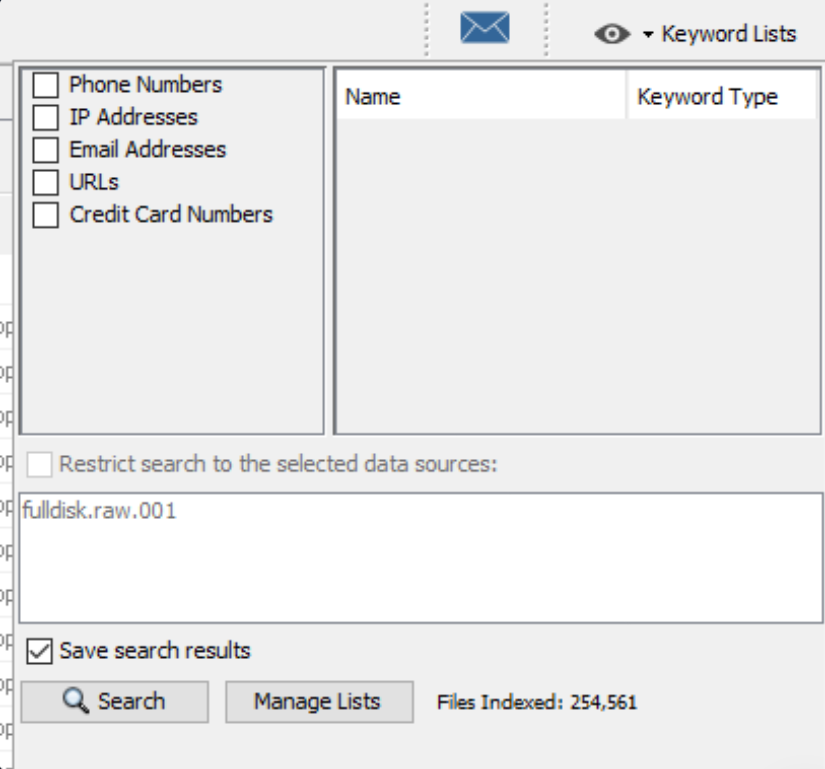 Keyword Lists
Phone Numbers
IP Addresses
Email Addresses
URLs
Credit Card Numbers
Name Keyword Type
Restrict search to the selected data sources:
fulldisk.raw.001
Save search results
Search Manage Lists Files Indexed: 254,561